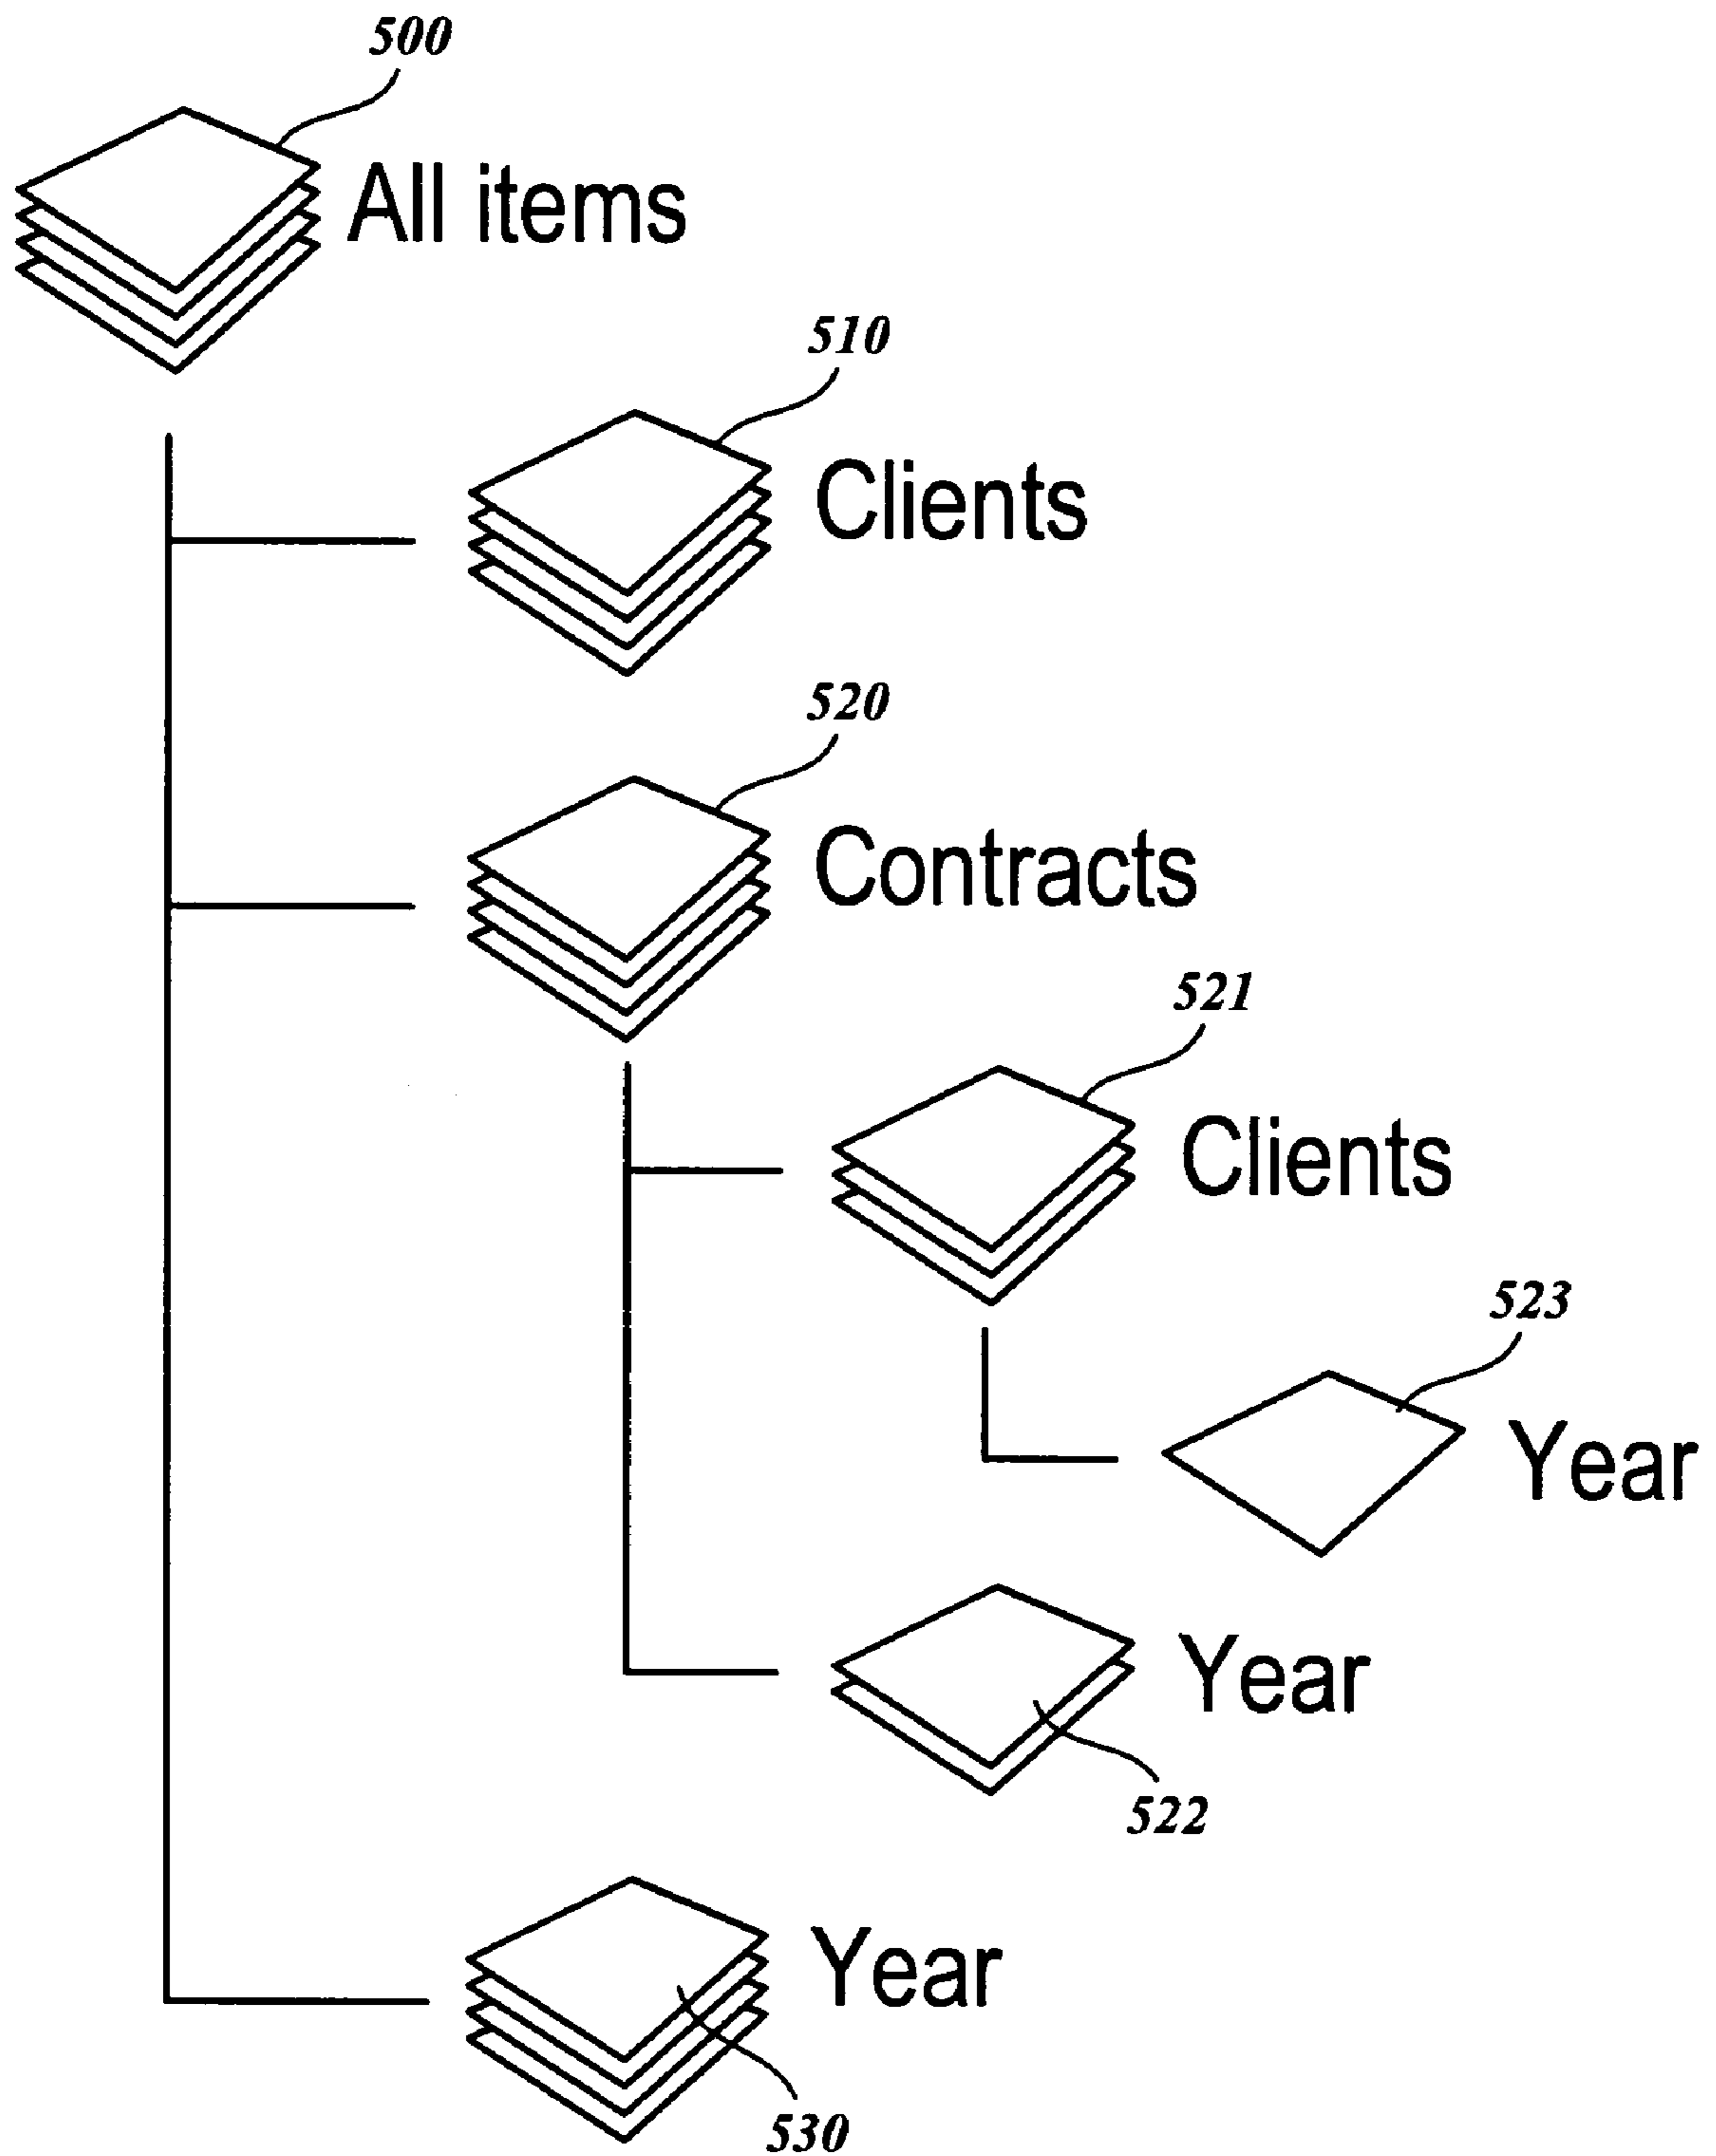 500
All items
510
Clients
520
Contracts
521
Clients
523
Year
Year
522
Year
530